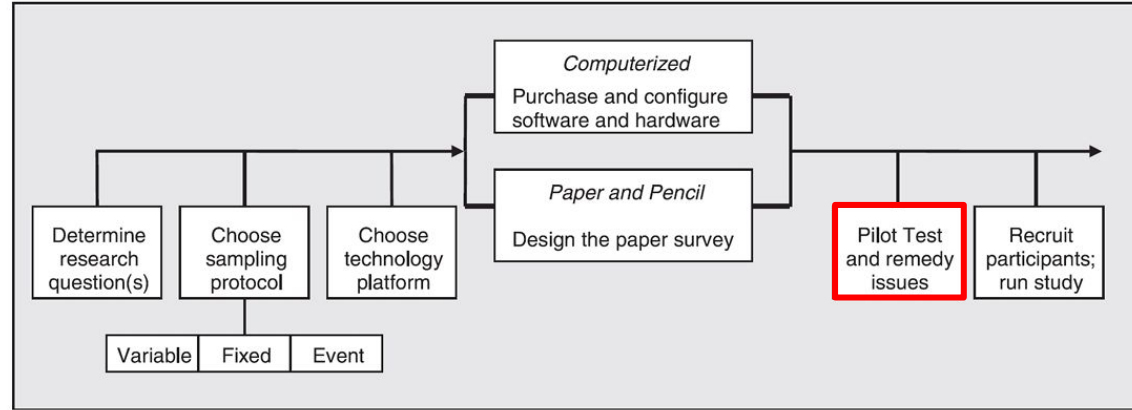 Computerized
Purchase and configure
software and hardware
Paper and Pencil
Design the paper survey
Determine
research
question(s)
Choose
sampling
protocol
Choose
technology
platform
Pilot Test
and remedy
issues
Recruit
participants;
run study
Variable
Fixed
Event